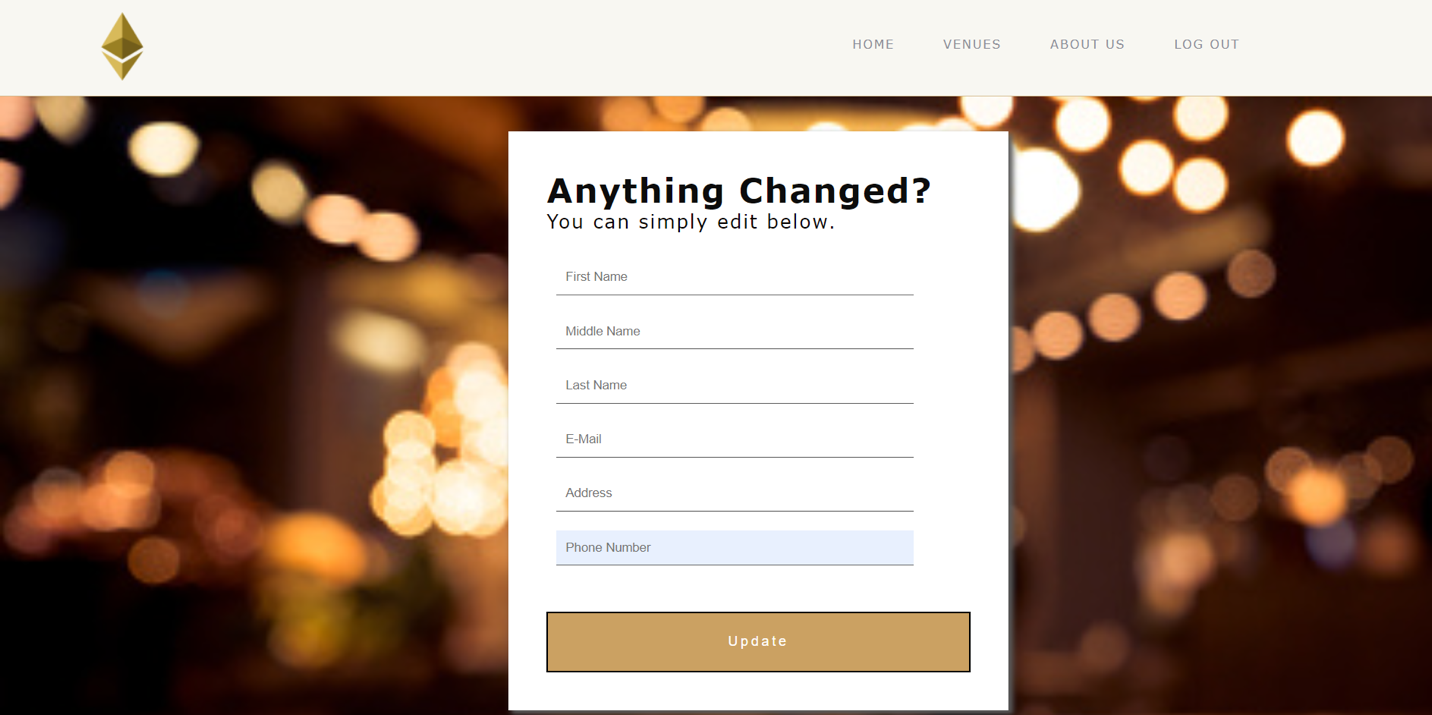 HOME VENUES ABOUT US LOG OUT
Anything Changed?
You can simply edit below.
First Name
Middle Name
Last Name
E-Mail
Address
Phone Number
Update